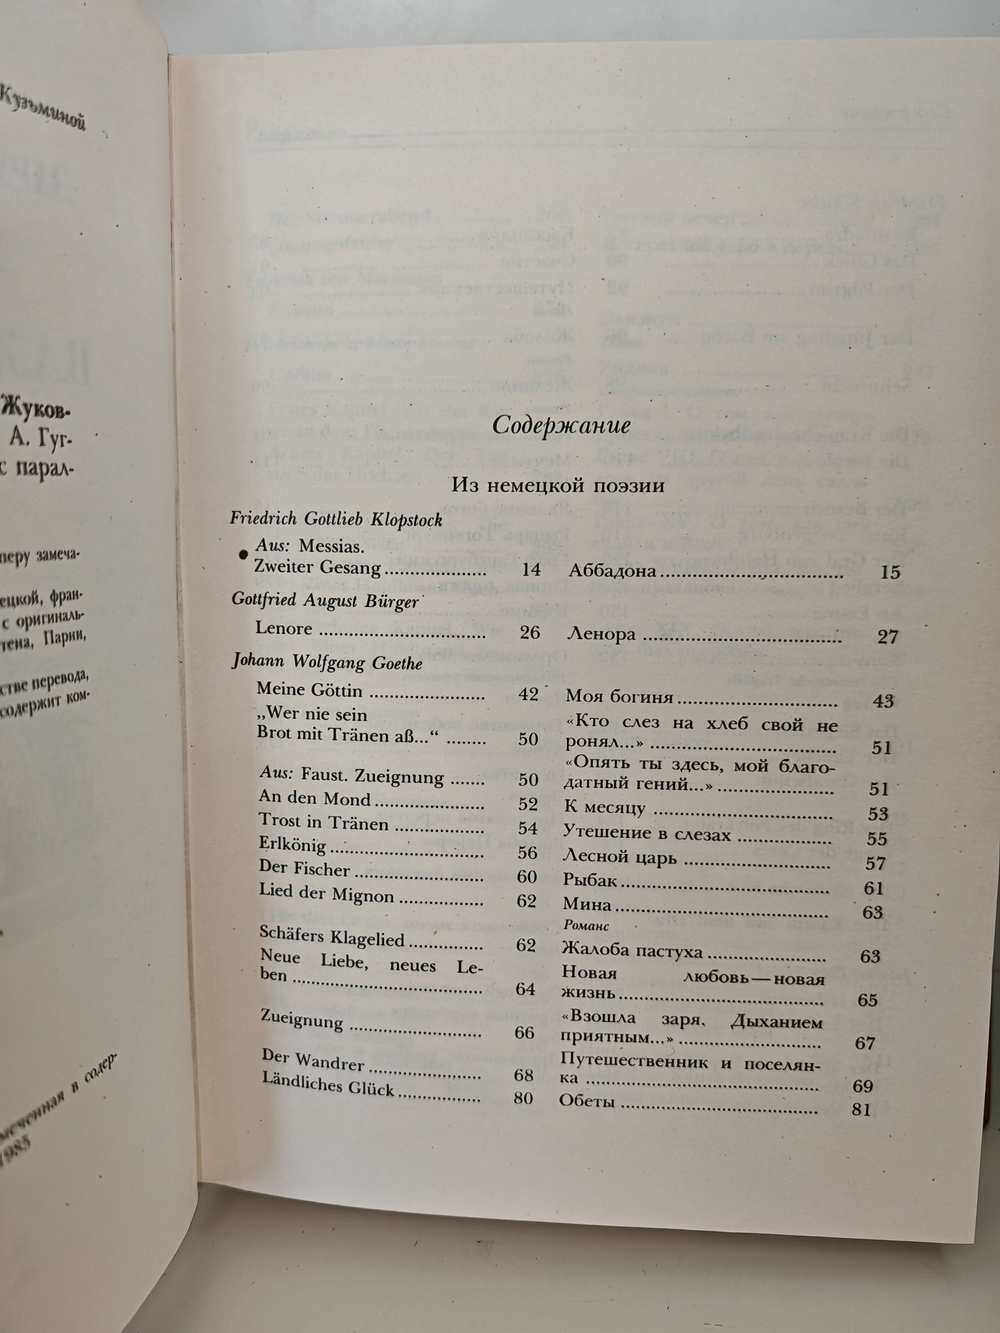 Кузьминой
Жуков-
А. Гуг-
с парал-
перу замеча-
ецкой, фран-
с оригиналь-
тена, Парни,
стве перевода,
содержит ком-
меченная в содер-
1985
Содержание
Из немецкой поэзии
Friedrich Gottlieb Klopstock
● Aus: Messias.
Zweiter Gesang ..................... 14 Аббадона ..................... 15
Gottfried August Bürger
Lenore ..................... 26 Ленора ..................... 27
Johann Wolfgang Goethe
Meine Göttin ..................... 42 Моя богиня ..................... 43
„Wer nie sein
Brot mit Tränen aß...“ ........ 50
«Кто слез на хлеб свой не
ронял...» ..................... 51
Aus: Faust. Zueignung ....... 50
«Опять ты здесь, мой благо-
датный гений...» ..................... 51
An den Mond ..................... 52 К месяцу ..................... 53
Trost in Tränen ..................... 54 Утешение в слезах ..................... 55
Erlkönig ..................... 56 Лесной царь ..................... 57
Der Fischer ..................... 60 Рыбак ..................... 61
Lied der Mignon ..................... 62 Мина ..................... 63
Романс
Schäfers Klagelied ..................... 62 Жалоба пастуха ..................... 63
Neue Liebe, neues Le-
ben ..................... 64
Новая любовь — новая
жизнь ..................... 65
Zueignung ..................... 66
«Взошла заря. Дыханием
приятным...» ..................... 67
Der Wandrer ..................... 68
Путешественник и поселян-
ка ..................... 69
Ländliches Glück ..................... 80 Обеты ..................... 81